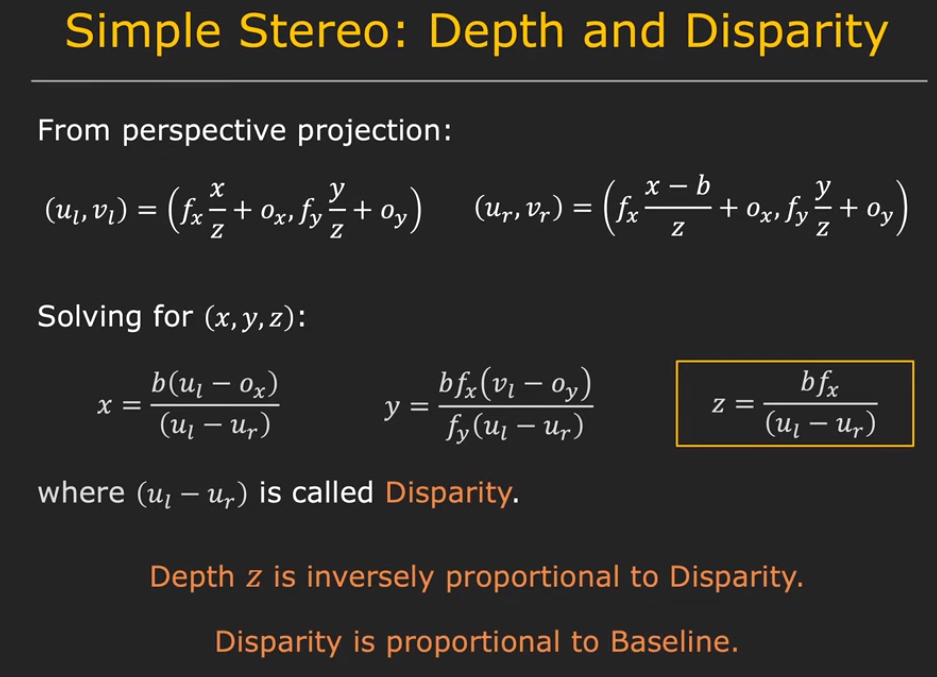 Simple Stereo: Depth and Disparity
From perspective projection:
(u_l, v_l) = (f_x x/z + o_x, f_y y/z + o_y)    (u_r, v_r) = (f_x (x − b)/z + o_x, f_y y/z + o_y)
Solving for (x, y, z):
x = b(u_l − o_x)/(u_l − u_r)    y = bf_x(v_l − o_y)/f_y(u_l − u_r)    z = bf_x/(u_l − u_r)
where (u_l − u_r) is called Disparity.
Depth z is inversely proportional to Disparity.
Disparity is proportional to Baseline.